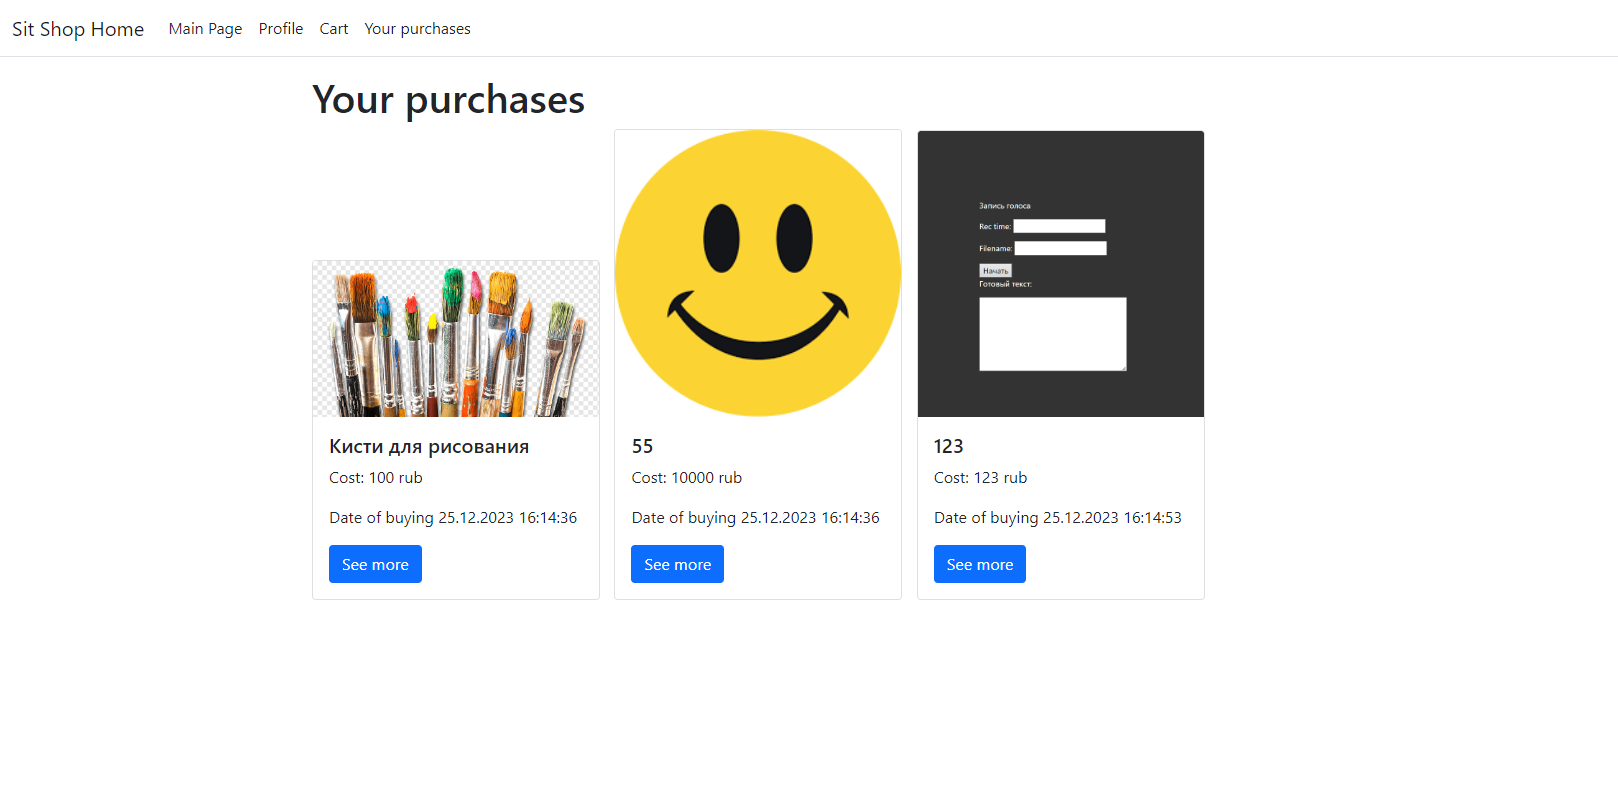 Sit Shop Home Main Page Profile Cart Your purchases
Your purchases
Запись голоса
Rec time:
Filename:
Начать
Готовый текст:
Кисти для рисования
Cost: 100 rub
Date of buying 25.12.2023 16:14:36
See more
55
Cost: 10000 rub
Date of buying 25.12.2023 16:14:36
See more
123
Cost: 123 rub
Date of buying 25.12.2023 16:14:53
See more